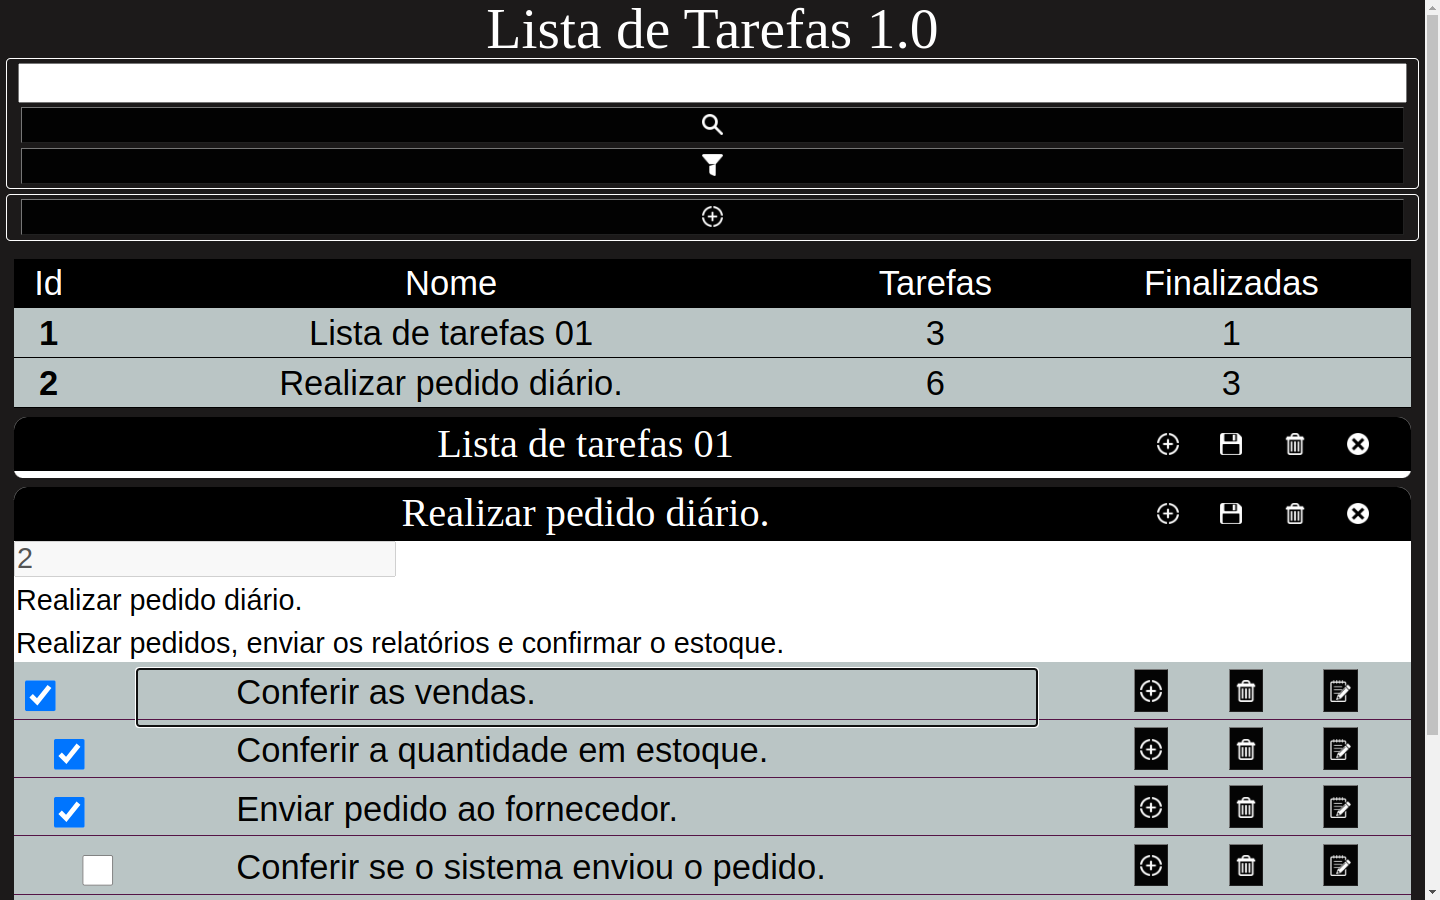 Lista de Tarefas 1.0
Id Nome Tarefas Finalizadas
1 Lista de tarefas 01 3 1
2 Realizar pedido diário. 6 3
Lista de tarefas 01
Realizar pedido diário.
2
Realizar pedido diário.
Realizar pedidos, enviar os relatórios e confirmar o estoque.
Conferir as vendas.
Conferir a quantidade em estoque.
Enviar pedido ao fornecedor.
Conferir se o sistema enviou o pedido.